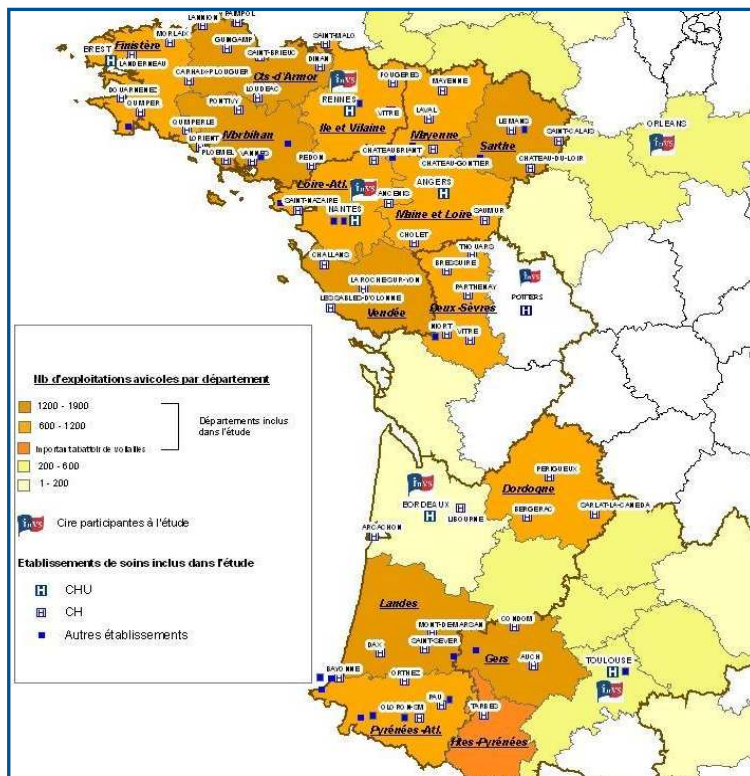 LANNION
PAIMPOL
MORLAIX
GUINGAMP
SAINT-MALO
Finistère
BREST
LANDERNEAU
SAINT-BRIEUC
DINAN
FOUGERES
MAYENNE
CARHAIX-PLOUGUER
Cts-d'Armor
DOUARNENEZ
LOUDEAC
RENNES
QUIMPER
PONTIVY
VITRE
LAVAL
LE MANS
ORLEANS
QUIMPERLE
Morbihan
Ile et Vilaine
Mayenne
Sarthe
SAINT-CALAIS
LORIENT
PLOEMEL
VANNES
REDON
CHATEAUBRIANT
CHATEAU-GONTIER
CHATEAU-DU-LOIR
Loire-Atl.
ANCENIS
ANGERS
SAINT-NAZAIRE
NANTES
Maine et Loire
SAUMUR
CHOLET
THOUARS
CHALLANS
BRESSUIRE
LA ROCHE-SUR-YON
PARTHENAY
POITIERS
LES SABLES-D'OLONNE
Vendée
Deux-Sèvres
NIORT
VITRE
Nb d'exploitations avicoles par département
1200 - 1900
600 - 1200
Important abattoir de volailles
200 - 600
1 - 200
Départements inclus
dans l'étude
Cire participantes à l'étude
Etablissements de soins inclus dans l'étude
CHU
CH
Autres établissements
PERIGUEUX
Dordogne
BERGERAC
SARLAT-LA-CANEDA
BORDEAUX
LIBOURNE
ARCACHON
Landes
MONT-DE-MARSAN
CONDOM
DAX
SAINT-SEVER
AUCH
Gers
TOULOUSE
BAYONNE
ORTHEZ
PAU
TARBES
OLORON-SM
Pyrénées-Atl.
Htes-Pyrénées